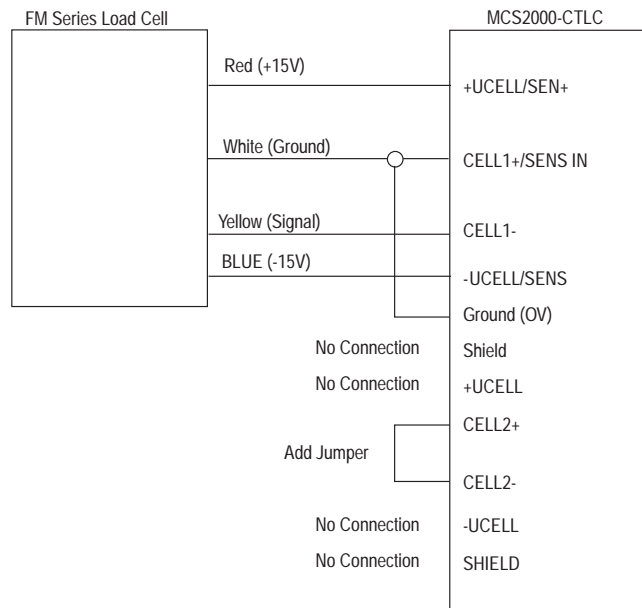 FM Series Load Cell
MCS2000-CTLC
Red (+15V)
+UCELL/SEN+
White (Ground)
CELL1+/SENS IN
Yellow (Signal)
CELL1-
BLUE (-15V)
-UCELL/SENS
Ground (OV)
No Connection
Shield
No Connection
+UCELL
CELL2+
Add Jumper
CELL2-
No Connection
-UCELL
No Connection
SHIELD